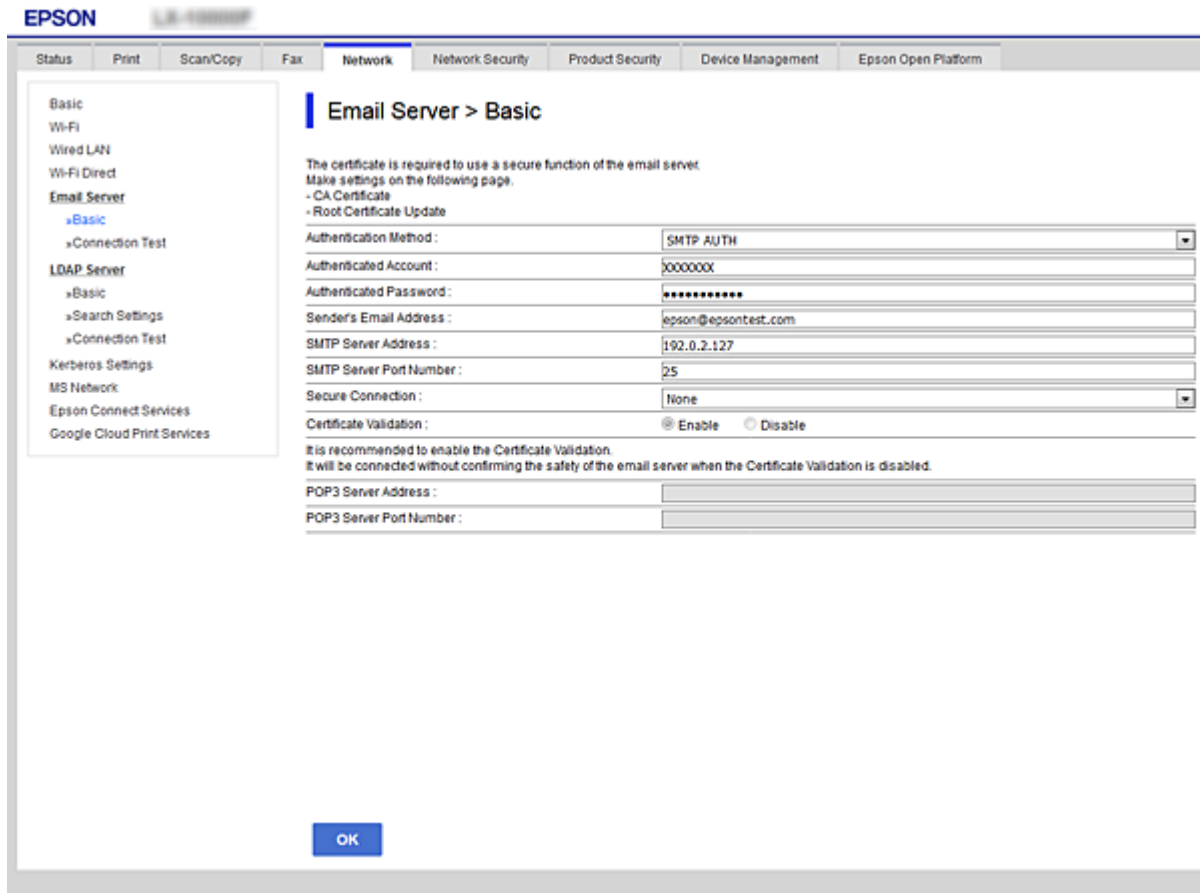 EPSON
Status Print Scan/Copy Fax Network Network Security Product Security Device Management Epson Open Platform
Basic
Wi-Fi
Wired LAN
Wi-Fi Direct
Email Server
»Basic
»Connection Test
LDAP Server
»Basic
»Search Settings
»Connection Test
Kerberos Settings
MS Network
Epson Connect Services
Google Cloud Print Services
Email Server > Basic
The certificate is required to use a secure function of the email server.
Make settings on the following page.
- CA Certificate
- Root Certificate Update
Authentication Method : SMTP AUTH
Authenticated Account : XXXXXXX
Authenticated Password : •••••••••••
Sender's Email Address : epson@epsontest.com
SMTP Server Address : 192.0.2.127
SMTP Server Port Number : 25
Secure Connection : None
Certificate Validation : Enable Disable
It is recommended to enable the Certificate Validation.
It will be connected without confirming the safety of the email server when the Certificate Validation is disabled.
POP3 Server Address :
POP3 Server Port Number :
OK